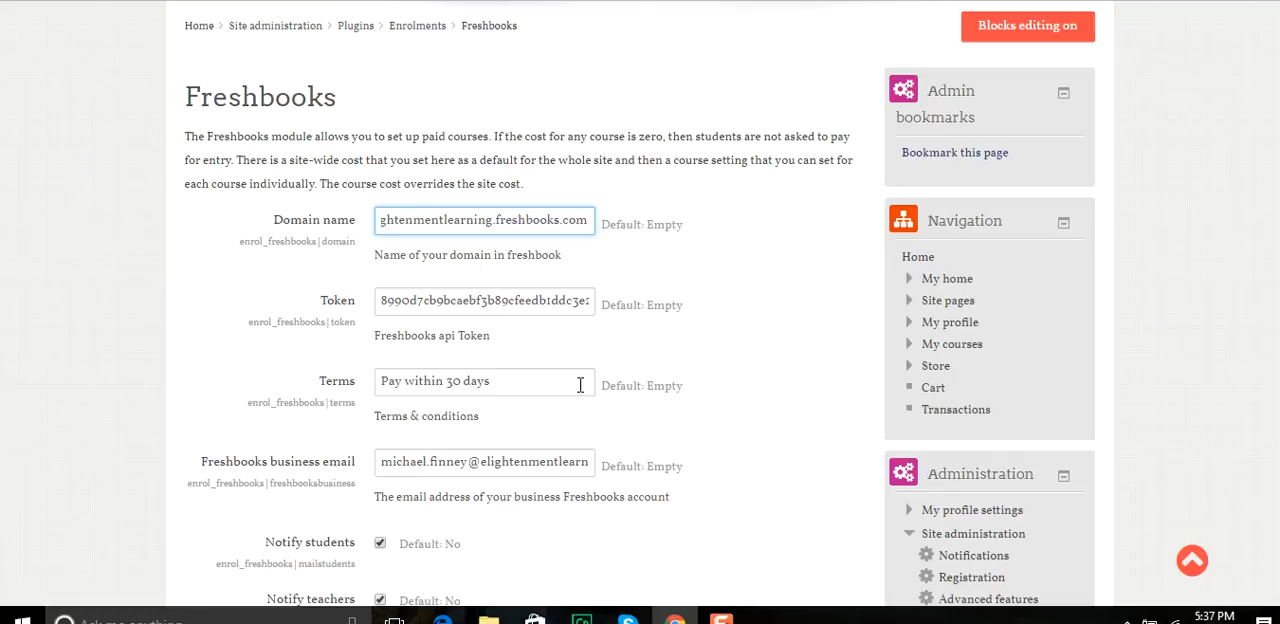 Home > Site administration > Plugins > Enrolments > Freshbooks
Blocks editing on
Freshbooks
The Freshbooks module allows you to set up paid courses. If the cost for any course is zero, then students are not asked to pay
for entry. There is a site-wide cost that you set here as a default for the whole site and then a course setting that you can set for
each course individually. The course cost overrides the site cost.
Domain name
enrol_freshbooks | domain
ghtenmentlearning.freshbooks.com
Default: Empty
Name of your domain in freshbook
Token
enrol_freshbooks | token
8990d7cb9bcaebf3b89cfeedb1ddc3e2
Default: Empty
Freshbooks api Token
Terms
enrol_freshbooks | terms
Pay within 30 days
Default: Empty
Terms & conditions
Freshbooks business email
enrol_freshbooks | freshbooksbusiness
michael.finney@elightenmentlearn
Default: Empty
The email address of your business Freshbooks account
Notify students
enrol_freshbooks | mailstudents
Default: No
Notify teachers
Default: No
Admin
bookmarks
Bookmark this page
Navigation
Home
My home
Site pages
My profile
My courses
Store
Cart
Transactions
Administration
My profile settings
Site administration
Notifications
Registration
Advanced features
Ask me anything
5:37 PM